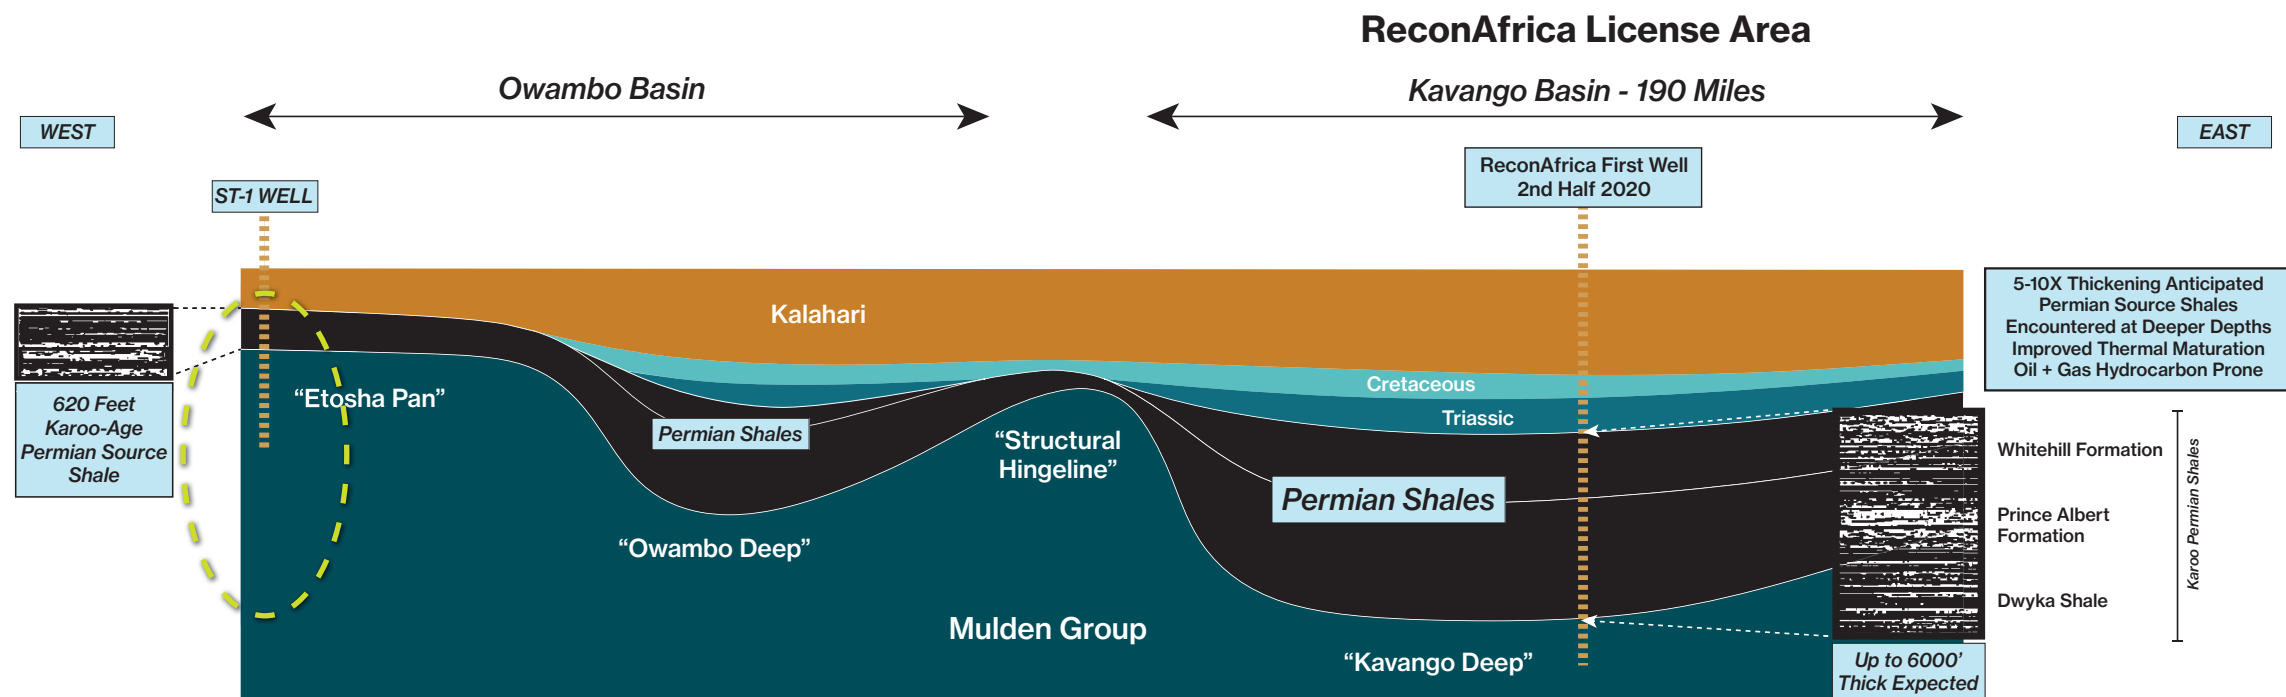 ReconAfrica License Area
Owambo Basin
Kavango Basin - 190 Miles
WEST
EAST
ST-1 WELL
ReconAfrica First Well
2nd Half 2020
Kalahari
5-10X Thickening Anticipated
Permian Source Shales
Encountered at Deeper Depths
Improved Thermal Maturation
Oil + Gas Hydrocarbon Prone
“Etosha Pan”
620 Feet
Karoo-Age
Permian Source
Shale
Cretaceous
Triassic
Permian Shales
“Structural
Hingeline”
Permian Shales
Whitehill Formation
Prince Albert
Formation
Dwyka Shale
Karoo Permian Shales
“Owambo Deep”
Mulden Group
“Kavango Deep”
Up to 6000’
Thick Expected